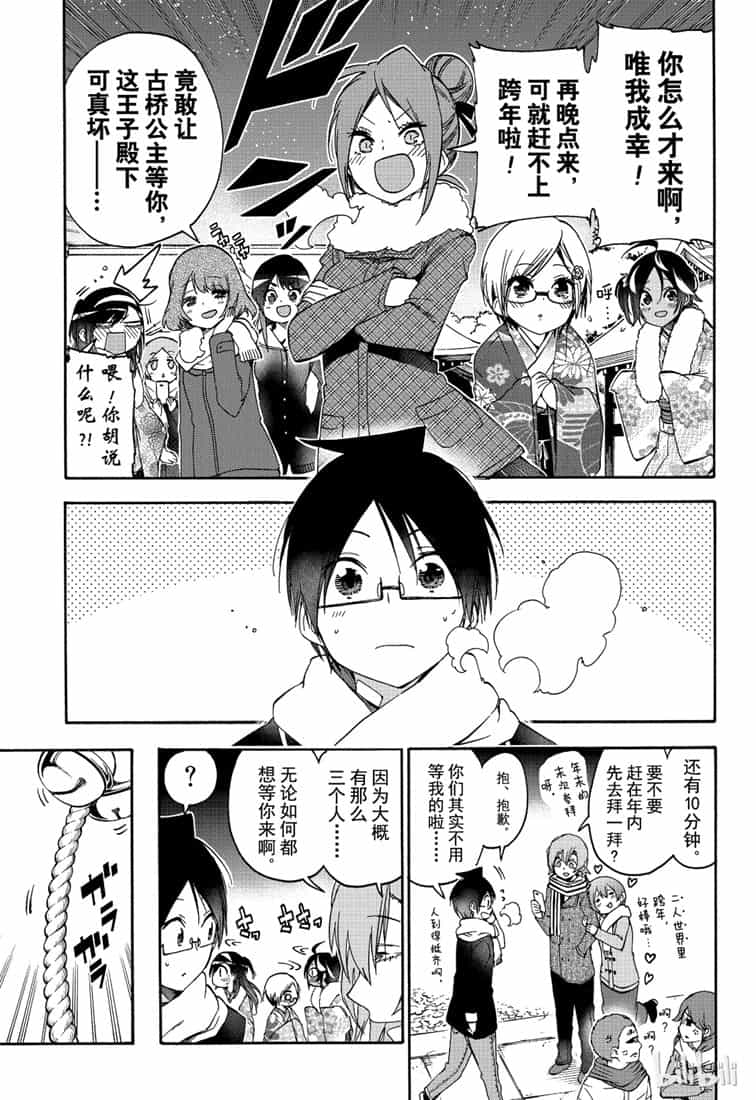 你怎么才来啊，
唯我成幸！
再晚点来，
可就赶不上
跨年啦！
竟敢让
古桥公主等你，
这王子殿下
可真坏
——…
呼…
喂！你胡说
什么呢?!
还有10分钟。
要不要
赶在年内
先去拜一拜？
年末的
末次参拜
呀。
抱、抱歉，
你们其实不用
等我的啦……
二人世界里
跨年，
好棒哦…
人到得挺齐啊。
啊？
啊？
因为大概
有那么
三个人……
无论如何都
想等你来啊。
？
ガラ
ガラ
bilibili